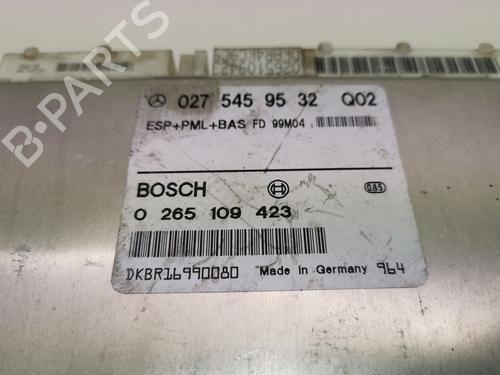 027 545 95 32 Q02
ESP+PML+BAS FD 99M04
BOSCH
085
0 265 109 423
DKBR16990080 Made in Germany 964
B-PARTS